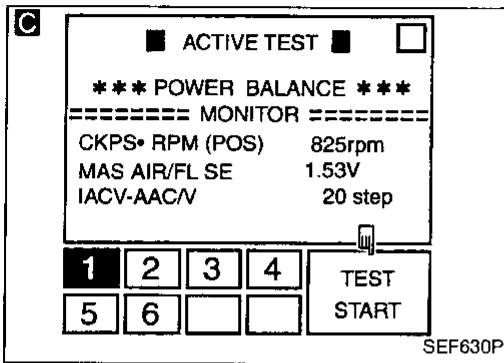 C
■ ACTIVE TEST ■
*** POWER BALANCE ***
======== MONITOR =======
CKPS• RPM (POS) 825rpm
MAS AIR/FL SE 1.53V
IACV-AAC/V 20 step
1 2 3 4 TEST
5 6 START
SEF630P